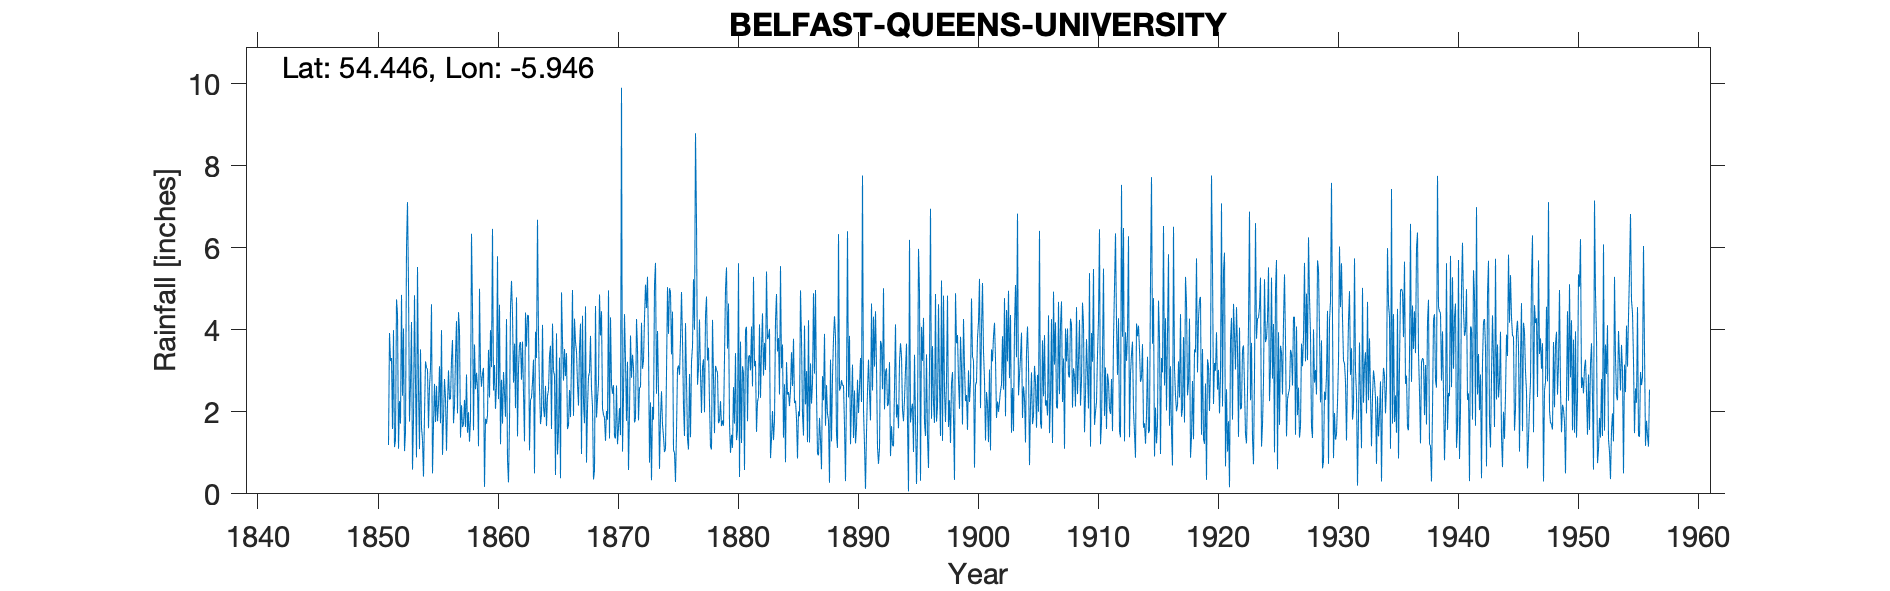 BELFAST-QUEENS-UNIVERSITY
Lat: 54.446, Lon: -5.946
10
8
6
4
2
0
Rainfall [inches]
1840 1850 1860 1870 1880 1890 1900 1910 1920 1930 1940 1950 1960
Year